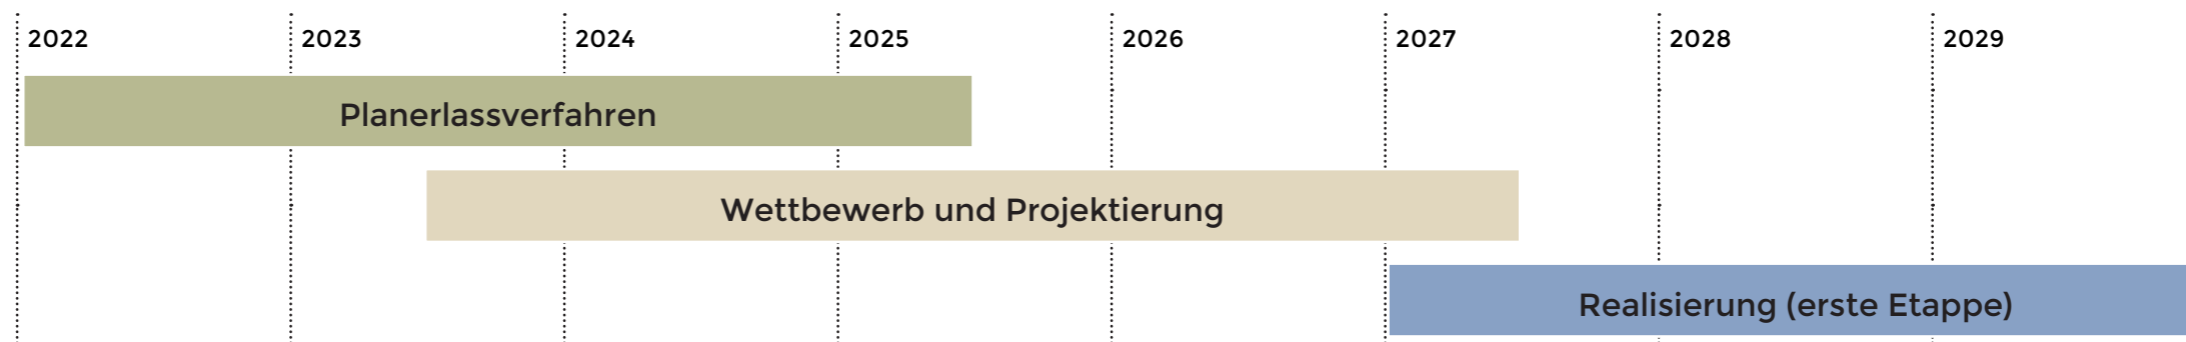 2022 2023 2024 2025 2026 2027 2028 2029
Planerlassverfahren
Wettbewerb und Projektierung
Realisierung (erste Etappe)